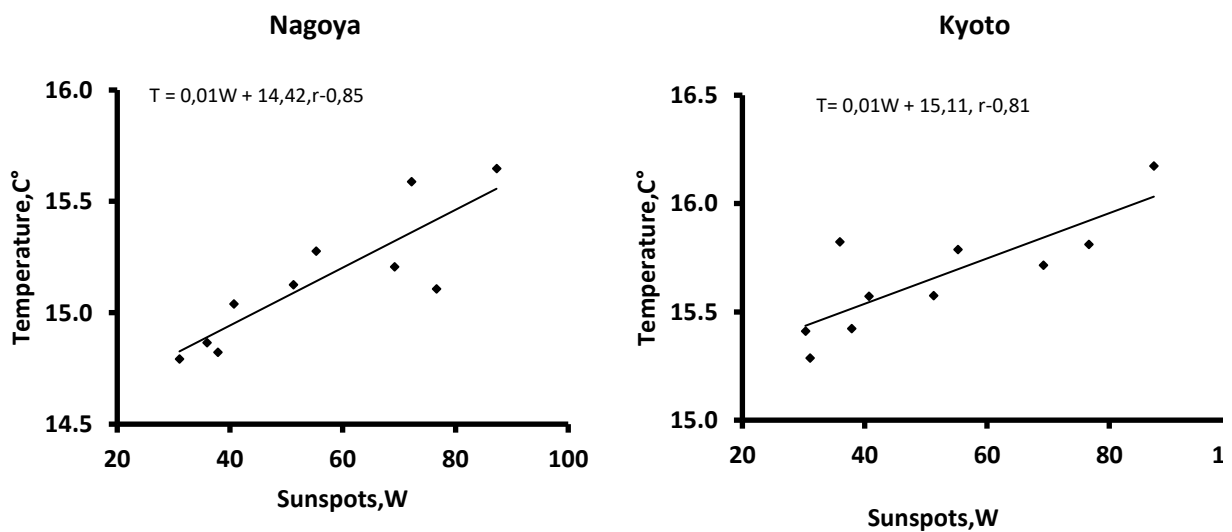 Nagoya
T = 0,01W + 14,42,r-0,85
Temperature,C°
16.0
15.5
15.0
14.5
20 40 60 80 100
Sunspots,W
Kyoto
T= 0,01W + 15,11, r-0,81
Temperature,C°
16.5
16.0
15.5
15.0
20 40 60 80 1
Sunspots,W